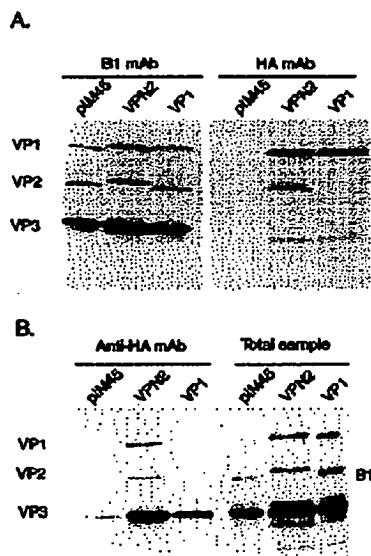 A.
B1 mAb HA mAb
pIM45 VPN2 VP1 pIM45 VPN2 VP1
VP1
VP2
VP3
B.
Anti-HA mAb Total sample
pIM45 VPN2 VP1 pIM45 VPN2 VP1
VP1
VP2 B1
VP3